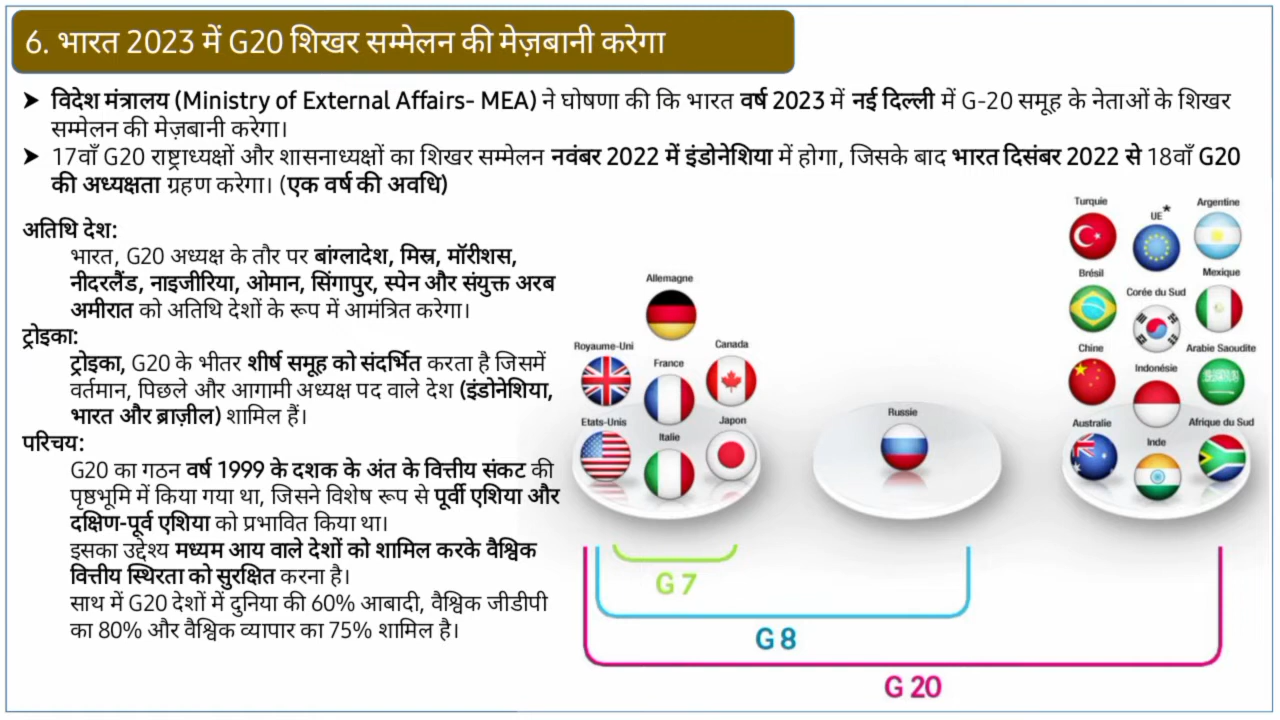 6. भारत 2023 में G20 शिखर सम्मेलन की मेज़बानी करेगा
➤ विदेश मंत्रालय (Ministry of External Affairs- MEA) ने घोषणा की कि भारत वर्ष 2023 में नई दिल्ली में G-20 समूह के नेताओं के शिखर
सम्मेलन की मेज़बानी करेगा।
➤ 17वाँ G20 राष्ट्राध्यक्षों और शासनाध्यक्षों का शिखर सम्मेलन नवंबर 2022 में इंडोनेशिया में होगा, जिसके बाद भारत दिसंबर 2022 से 18वाँ G20
की अध्यक्षता ग्रहण करेगा। (एक वर्ष की अवधि)
अतिथि देश:
भारत, G20 अध्यक्ष के तौर पर बांग्लादेश, मिस्र, मॉरीशस,
नीदरलैंड, नाइजीरिया, ओमान, सिंगापुर, स्पेन और संयुक्त अरब
अमीरात को अतिथि देशों के रूप में आमंत्रित करेगा।
ट्रोइका:
ट्रोइका, G20 के भीतर शीर्ष समूह को संदर्भित करता है जिसमें
वर्तमान, पिछले और आगामी अध्यक्ष पद वाले देश (इंडोनेशिया,
भारत और ब्राज़ील) शामिल हैं।
परिचय:
G20 का गठन वर्ष 1999 के दशक के अंत के वित्तीय संकट की
पृष्ठभूमि में किया गया था, जिसने विशेष रूप से पूर्वी एशिया और
दक्षिण-पूर्व एशिया को प्रभावित किया था।
इसका उद्देश्य मध्यम आय वाले देशों को शामिल करके वैश्विक
वित्तीय स्थिरता को सुरक्षित करना है।
साथ में G20 देशों में दुनिया की 60% आबादी, वैश्विक जीडीपी
का 80% और वैश्विक व्यापार का 75% शामिल है।
Allemagne
Royaume-Uni
France
Canada
Etats-Unis
Italie
Japon
Russie
Turquie
UE*
Argentine
Brésil
Corée du Sud
Mexique
Chine
Indonésie
Arabie Saoudite
Australie
Inde
Afrique du Sud
G 7
G 8
G 20